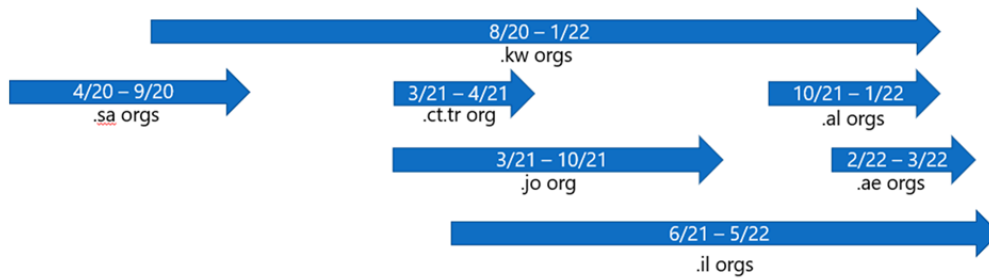 8/20 – 1/22
.kw orgs
4/20 – 9/20
.sa orgs
3/21 – 4/21
.ct.tr org
10/21 – 1/22
.al orgs
3/21 – 10/21
.jo org
2/22 – 3/22
.ae orgs
6/21 – 5/22
.il orgs